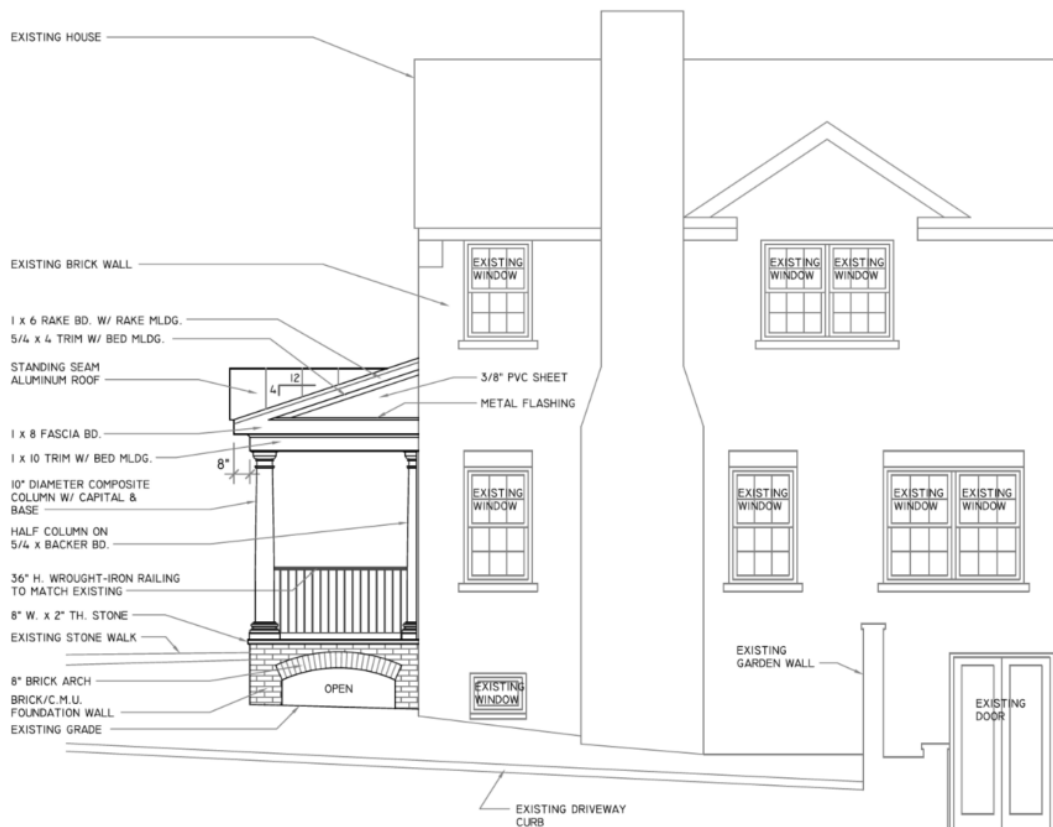 EXISTING HOUSE
EXISTING BRICK WALL
EXISTING
WINDOW
EXISTING
WINDOW
EXISTING
WINDOW
1 x 6 RAKE BD. W/ RAKE MLDG.
5/4 x 4 TRIM W/ BED MLDG.
STANDING SEAM
ALUMINUM ROOF
12
4
3/8" PVC SHEET
METAL FLASHING
1 x 8 FASCIA BD.
1 x 10 TRIM W/ BED MLDG.
8"
10" DIAMETER COMPOSITE
COLUMN W/ CAPITAL &
BASE
HALF COLUMN ON
5/4 x BACKER BD.
EXISTING
WINDOW
EXISTING
WINDOW
EXISTING
WINDOW
EXISTING
WINDOW
36" H. WROUGHT-IRON RAILING
TO MATCH EXISTING
8" W. x 2" TH. STONE
EXISTING STONE WALK
8" BRICK ARCH
BRICK/C.M.U.
FOUNDATION WALL
EXISTING GRADE
OPEN
EXISTING
WINDOW
EXISTING
GARDEN WALL
EXISTING
DOOR
EXISTING DRIVEWAY
CURB